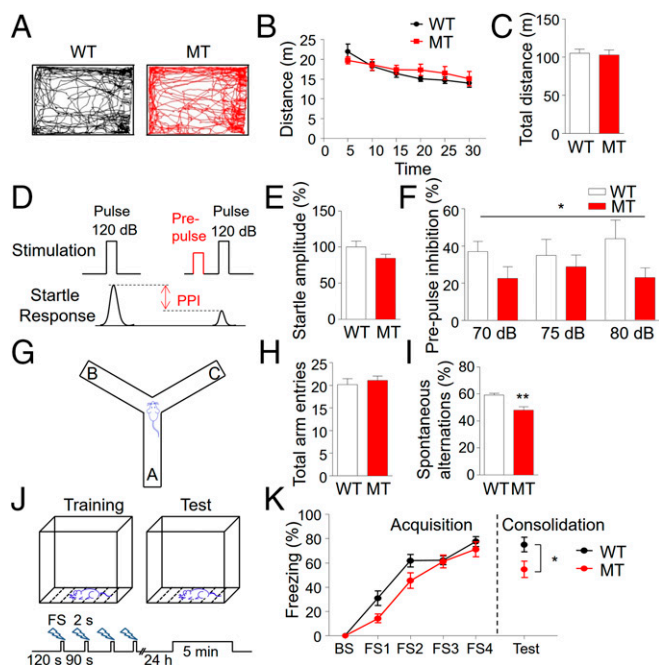 A
WT
MT
B
Distance (m)
25
20
15
10
5
0
0 5 10 15 20 25 30
Time
WT
MT
C
Total distance (m)
150
100
50
0
WT MT
D
Pulse
120 dB
Pre-
pulse
Pulse
120 dB
Stimulation
Startle
Response
PPI
E
Startle amplitude (%)
150
100
50
0
WT MT
F
Pre-pulse inhibition (%)
60
40
20
0
*
WT
MT
70 dB 75 dB 80 dB
G
B
C
A
H
Total arm entries
25
20
15
10
5
0
WT MT
I
Spontaneous
alternations (%)
80
60
40
20
0
**
WT MT
J
Training
Test
FS 2 s
120 s 90 s
24 h
5 min
K
Freezing (%)
80
60
40
20
0
Acquisition
Consolidation
*
WT
MT
BS FS1 FS2 FS3 FS4 Test